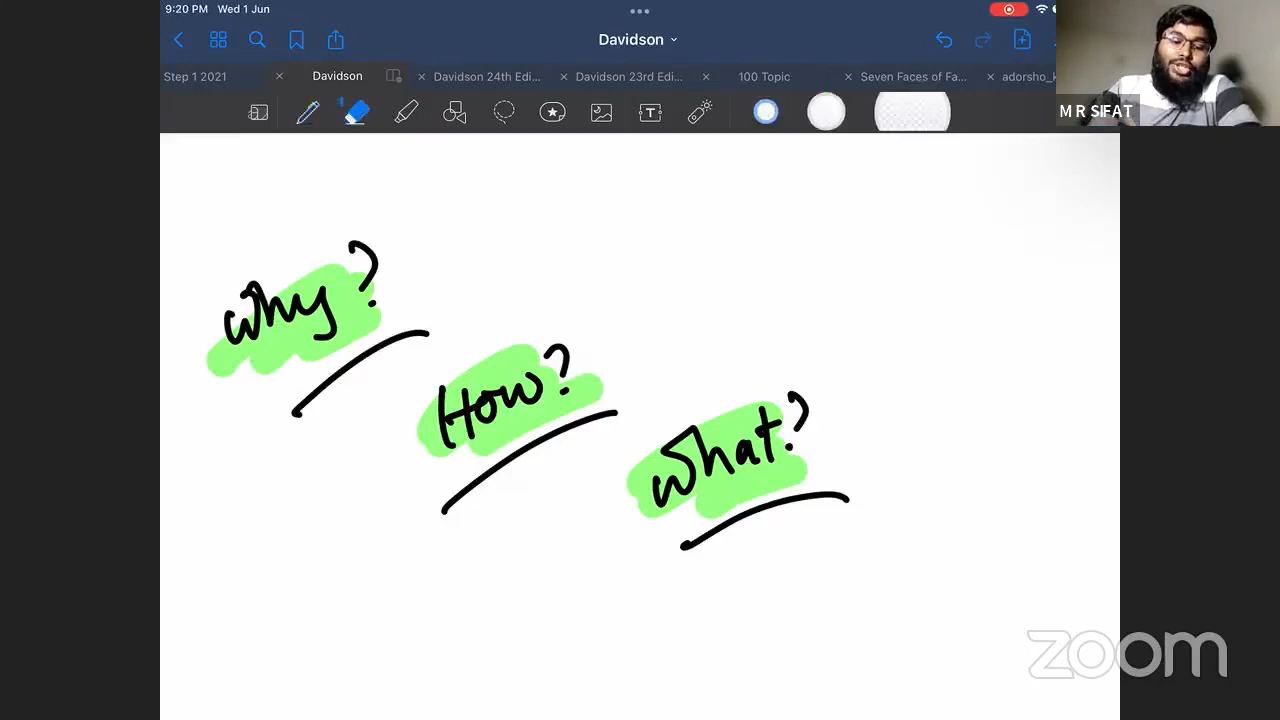 9:20 PM Wed 1 Jun
Davidson
Step 1 2021
Davidson
Davidson 24th Edi...
Davidson 23rd Edi...
100 Topic
Seven Faces of Fa...
M R SIFAT
T
why?
How?
what?
zoom